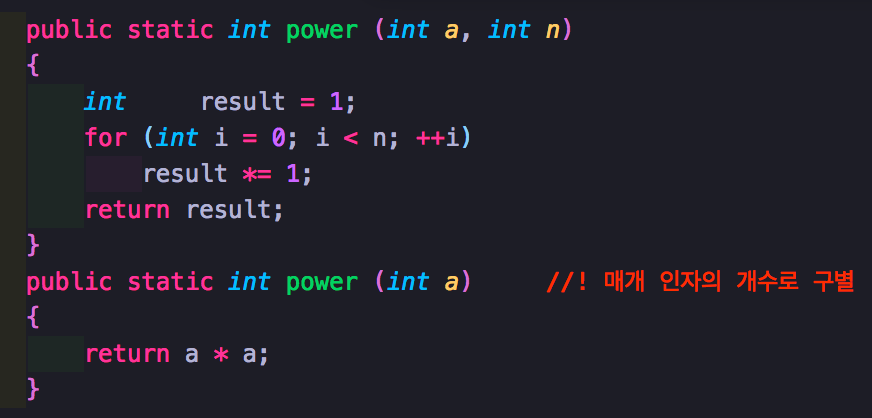 public static int power (int a, int n)
{
    int     result = 1;
    for (int i = 0; i < n; ++i)
        result *= 1;
    return result;
}
public static int power (int a)     //! 매개 인자의 개수로 구별
{
    return a * a;
}